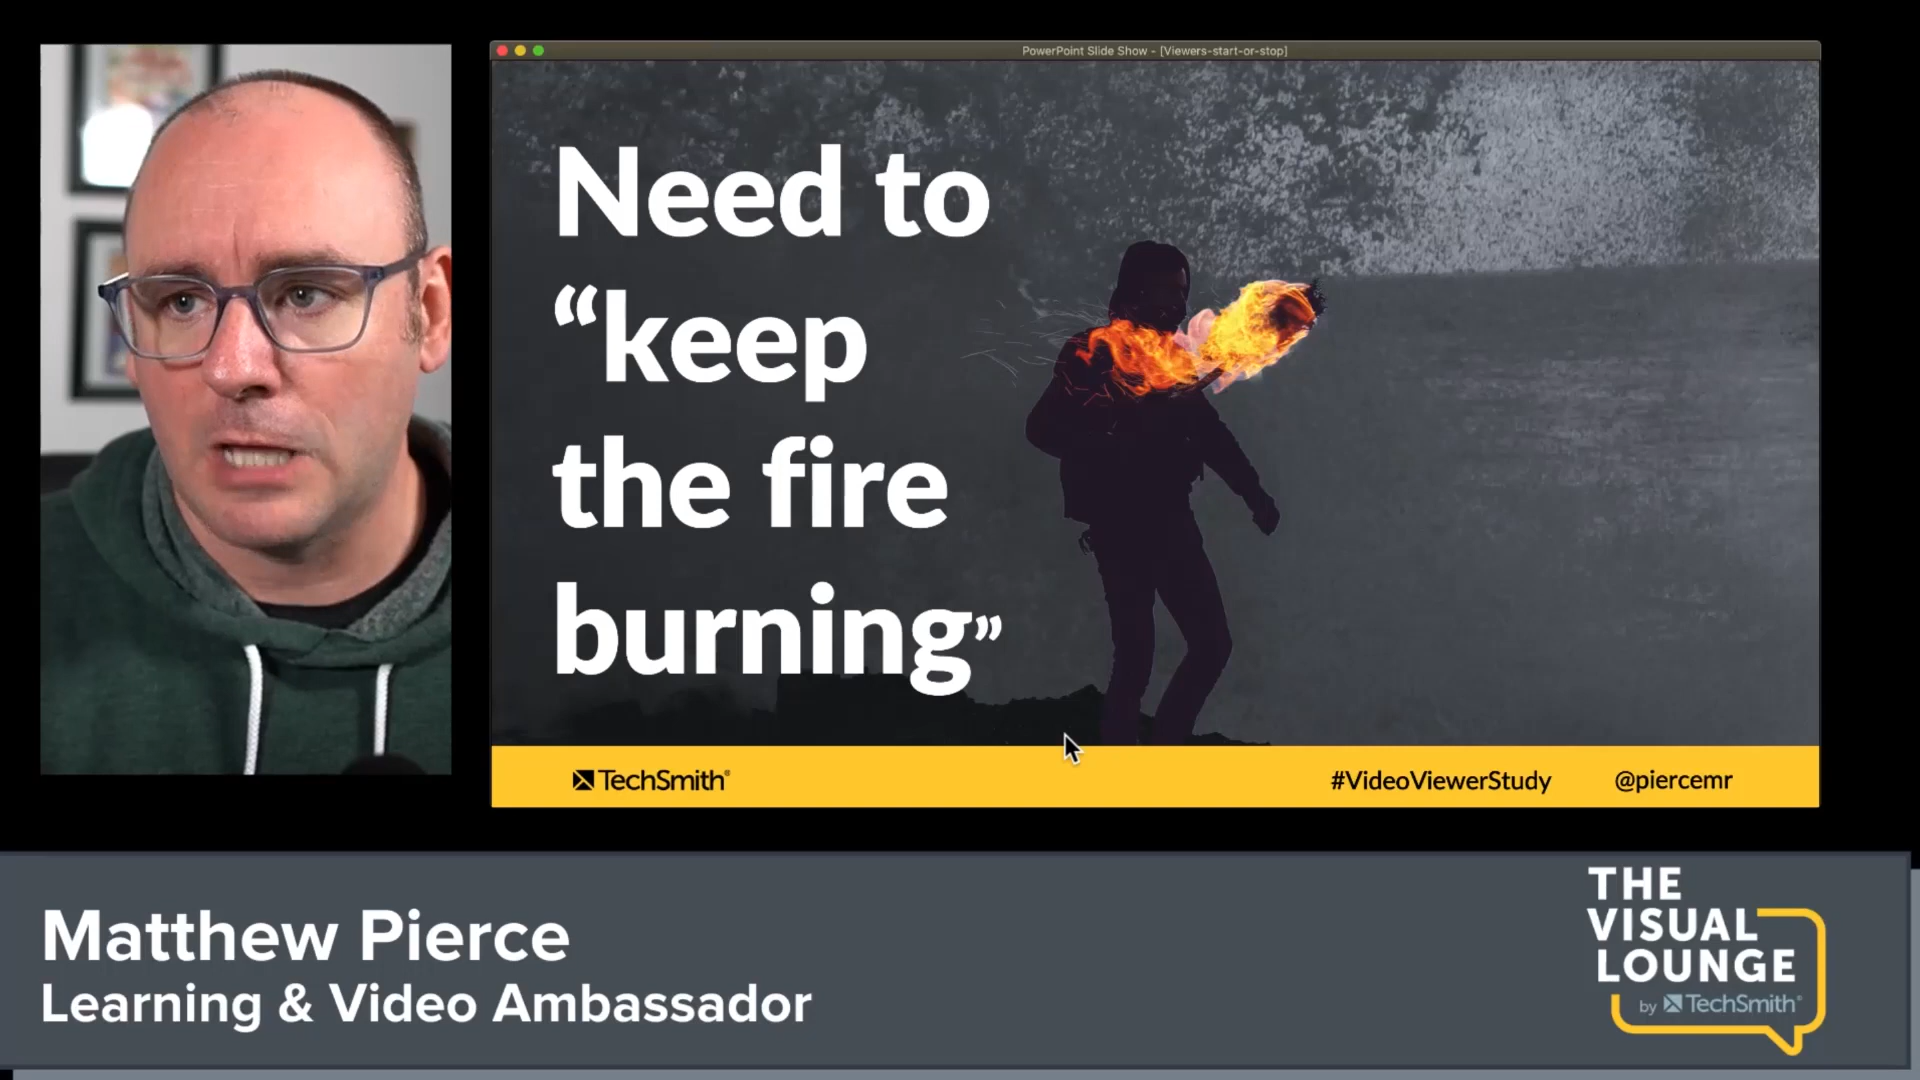 PowerPoint Slide Show - [Viewers-start-or-stop]
Need to
“keep
the fire
burning”
TechSmith®
#VideoViewerStudy
@piercemr
Matthew Pierce
Learning & Video Ambassador
THE
VISUAL
LOUNGE
by TechSmith®